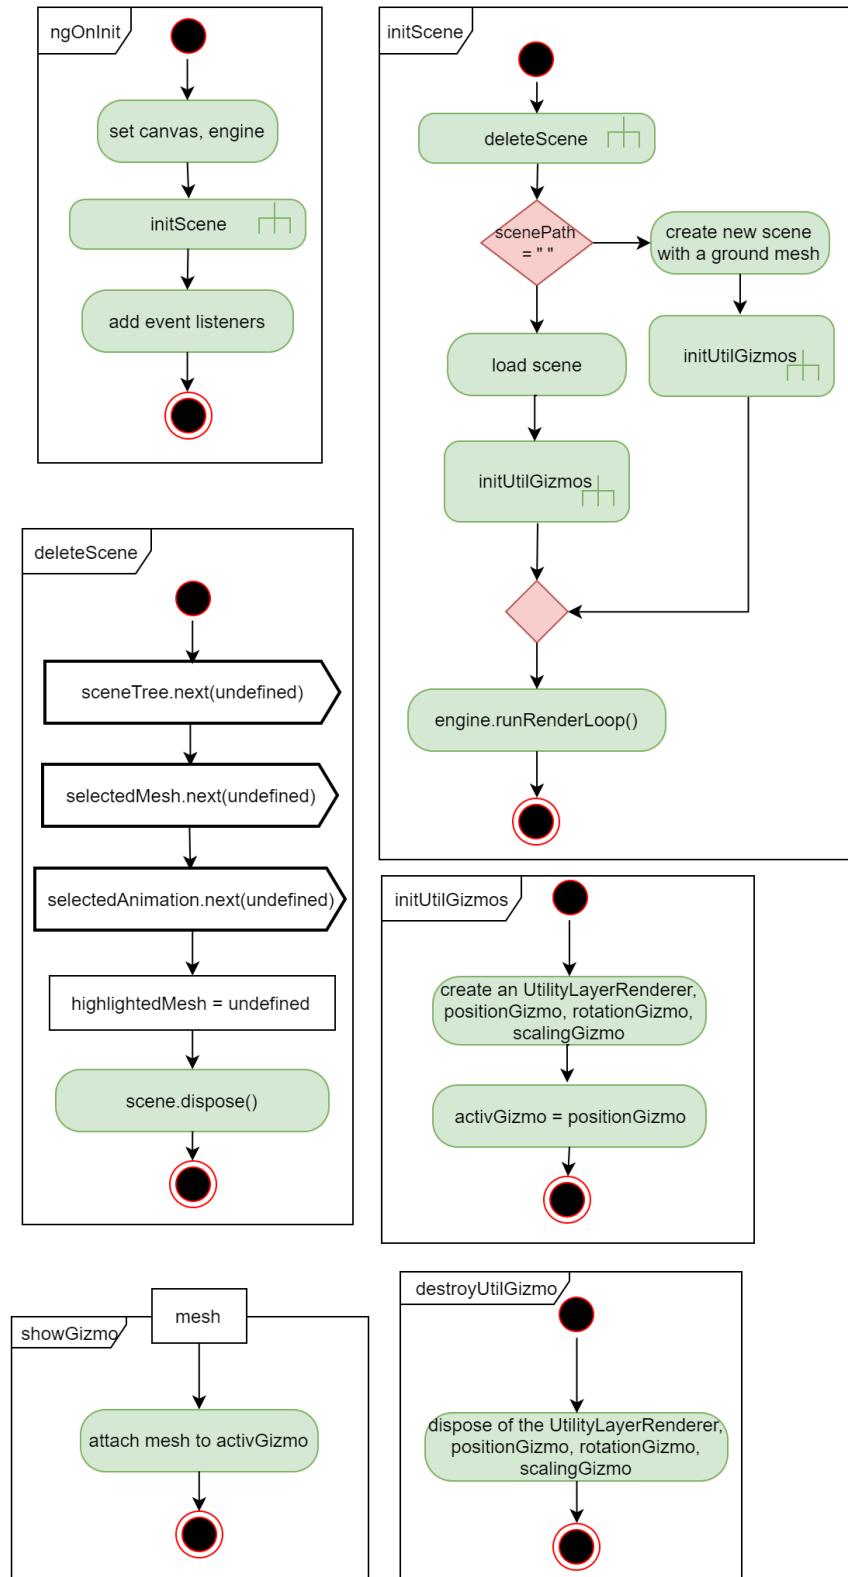 ngOnInit
set canvas, engine
initScene
add event listeners
initScene
deleteScene
scenePath
= " "
create new scene
with a ground mesh
load scene
initUtilGizmos
initUtilGizmos
engine.runRenderLoop()
deleteScene
sceneTree.next(undefined)
selectedMesh.next(undefined)
selectedAnimation.next(undefined)
highlightedMesh = undefined
scene.dispose()
initUtilGizmos
create an UtilityLayerRenderer,
positionGizmo, rotationGizmo,
scalingGizmo
activGizmo = positionGizmo
showGizmo
mesh
attach mesh to activGizmo
destroyUtilGizmo
dispose of the UtilityLayerRenderer,
positionGizmo, rotationGizmo,
scalingGizmo